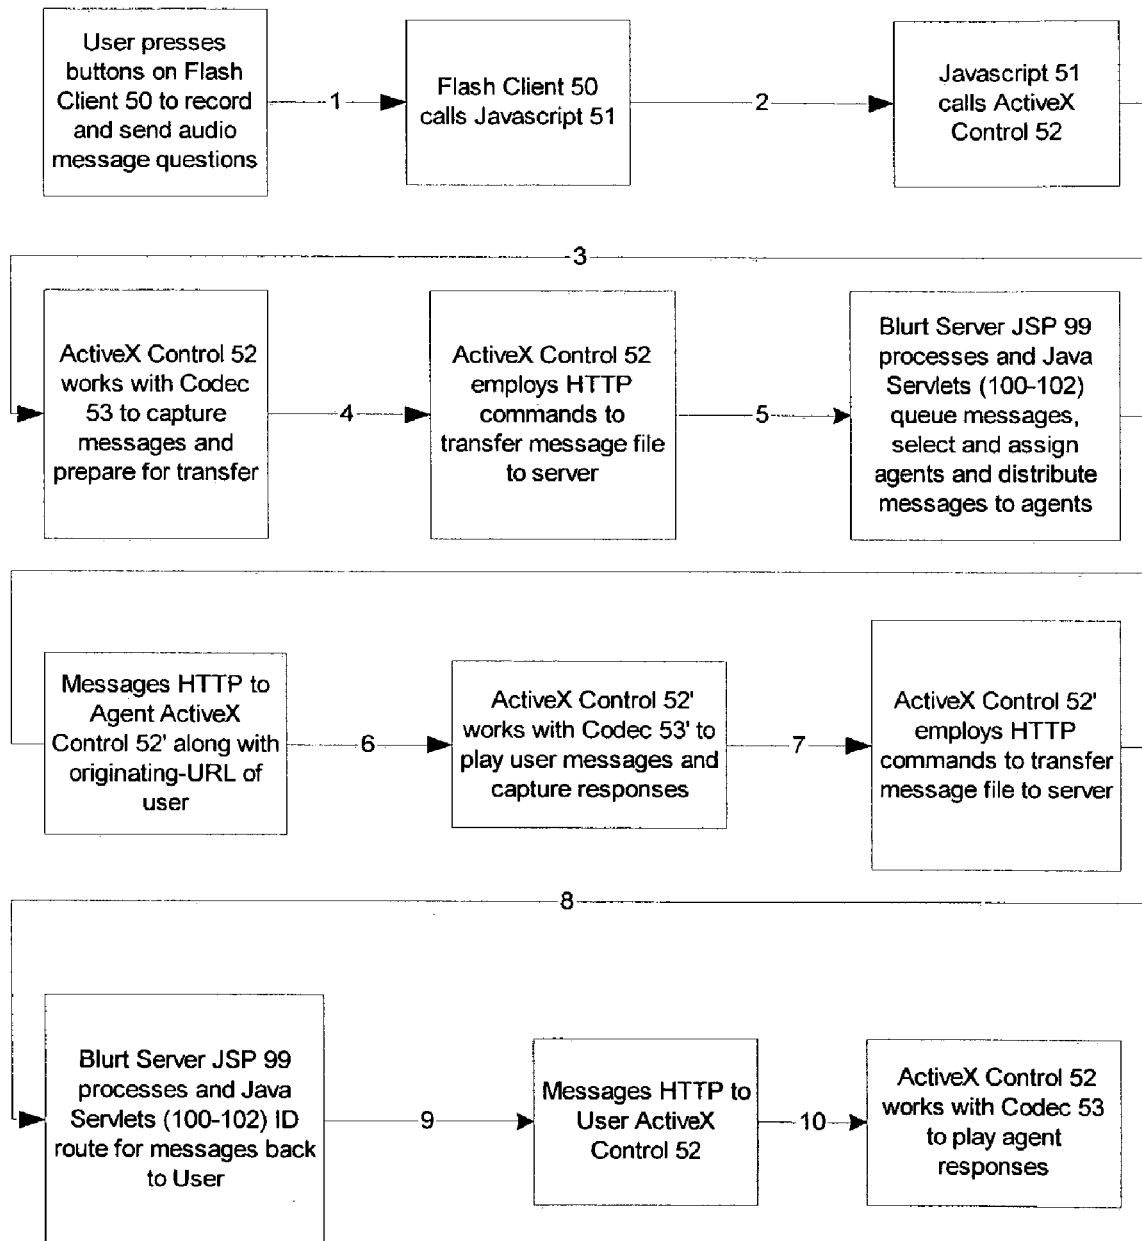 User presses
buttons on Flash
Client 50 to record
and send audio
message questions
1
Flash Client 50
calls Javascript 51
2
Javascript 51
calls ActiveX
Control 52
3
ActiveX Control 52
works with Codec
53 to capture
messages and
prepare for transfer
4
ActiveX Control 52
employs HTTP
commands to
transfer message file
to server
5
Blurt Server JSP 99
processes and Java
Servlets (100-102)
queue messages,
select and assign
agents and distribute
messages to agents
Messages HTTP to
Agent ActiveX
Control 52' along with
originating-URL of
user
6
ActiveX Control 52'
works with Codec 53' to
play user messages and
capture responses
7
ActiveX Control 52'
employs HTTP
commands to transfer
message file to server
8
Blurt Server JSP 99
processes and Java
Servlets (100-102) ID
route for messages back
to User
9
Messages HTTP to
User ActiveX
Control 52
10
ActiveX Control 52
works with Codec 53
to play agent
responses